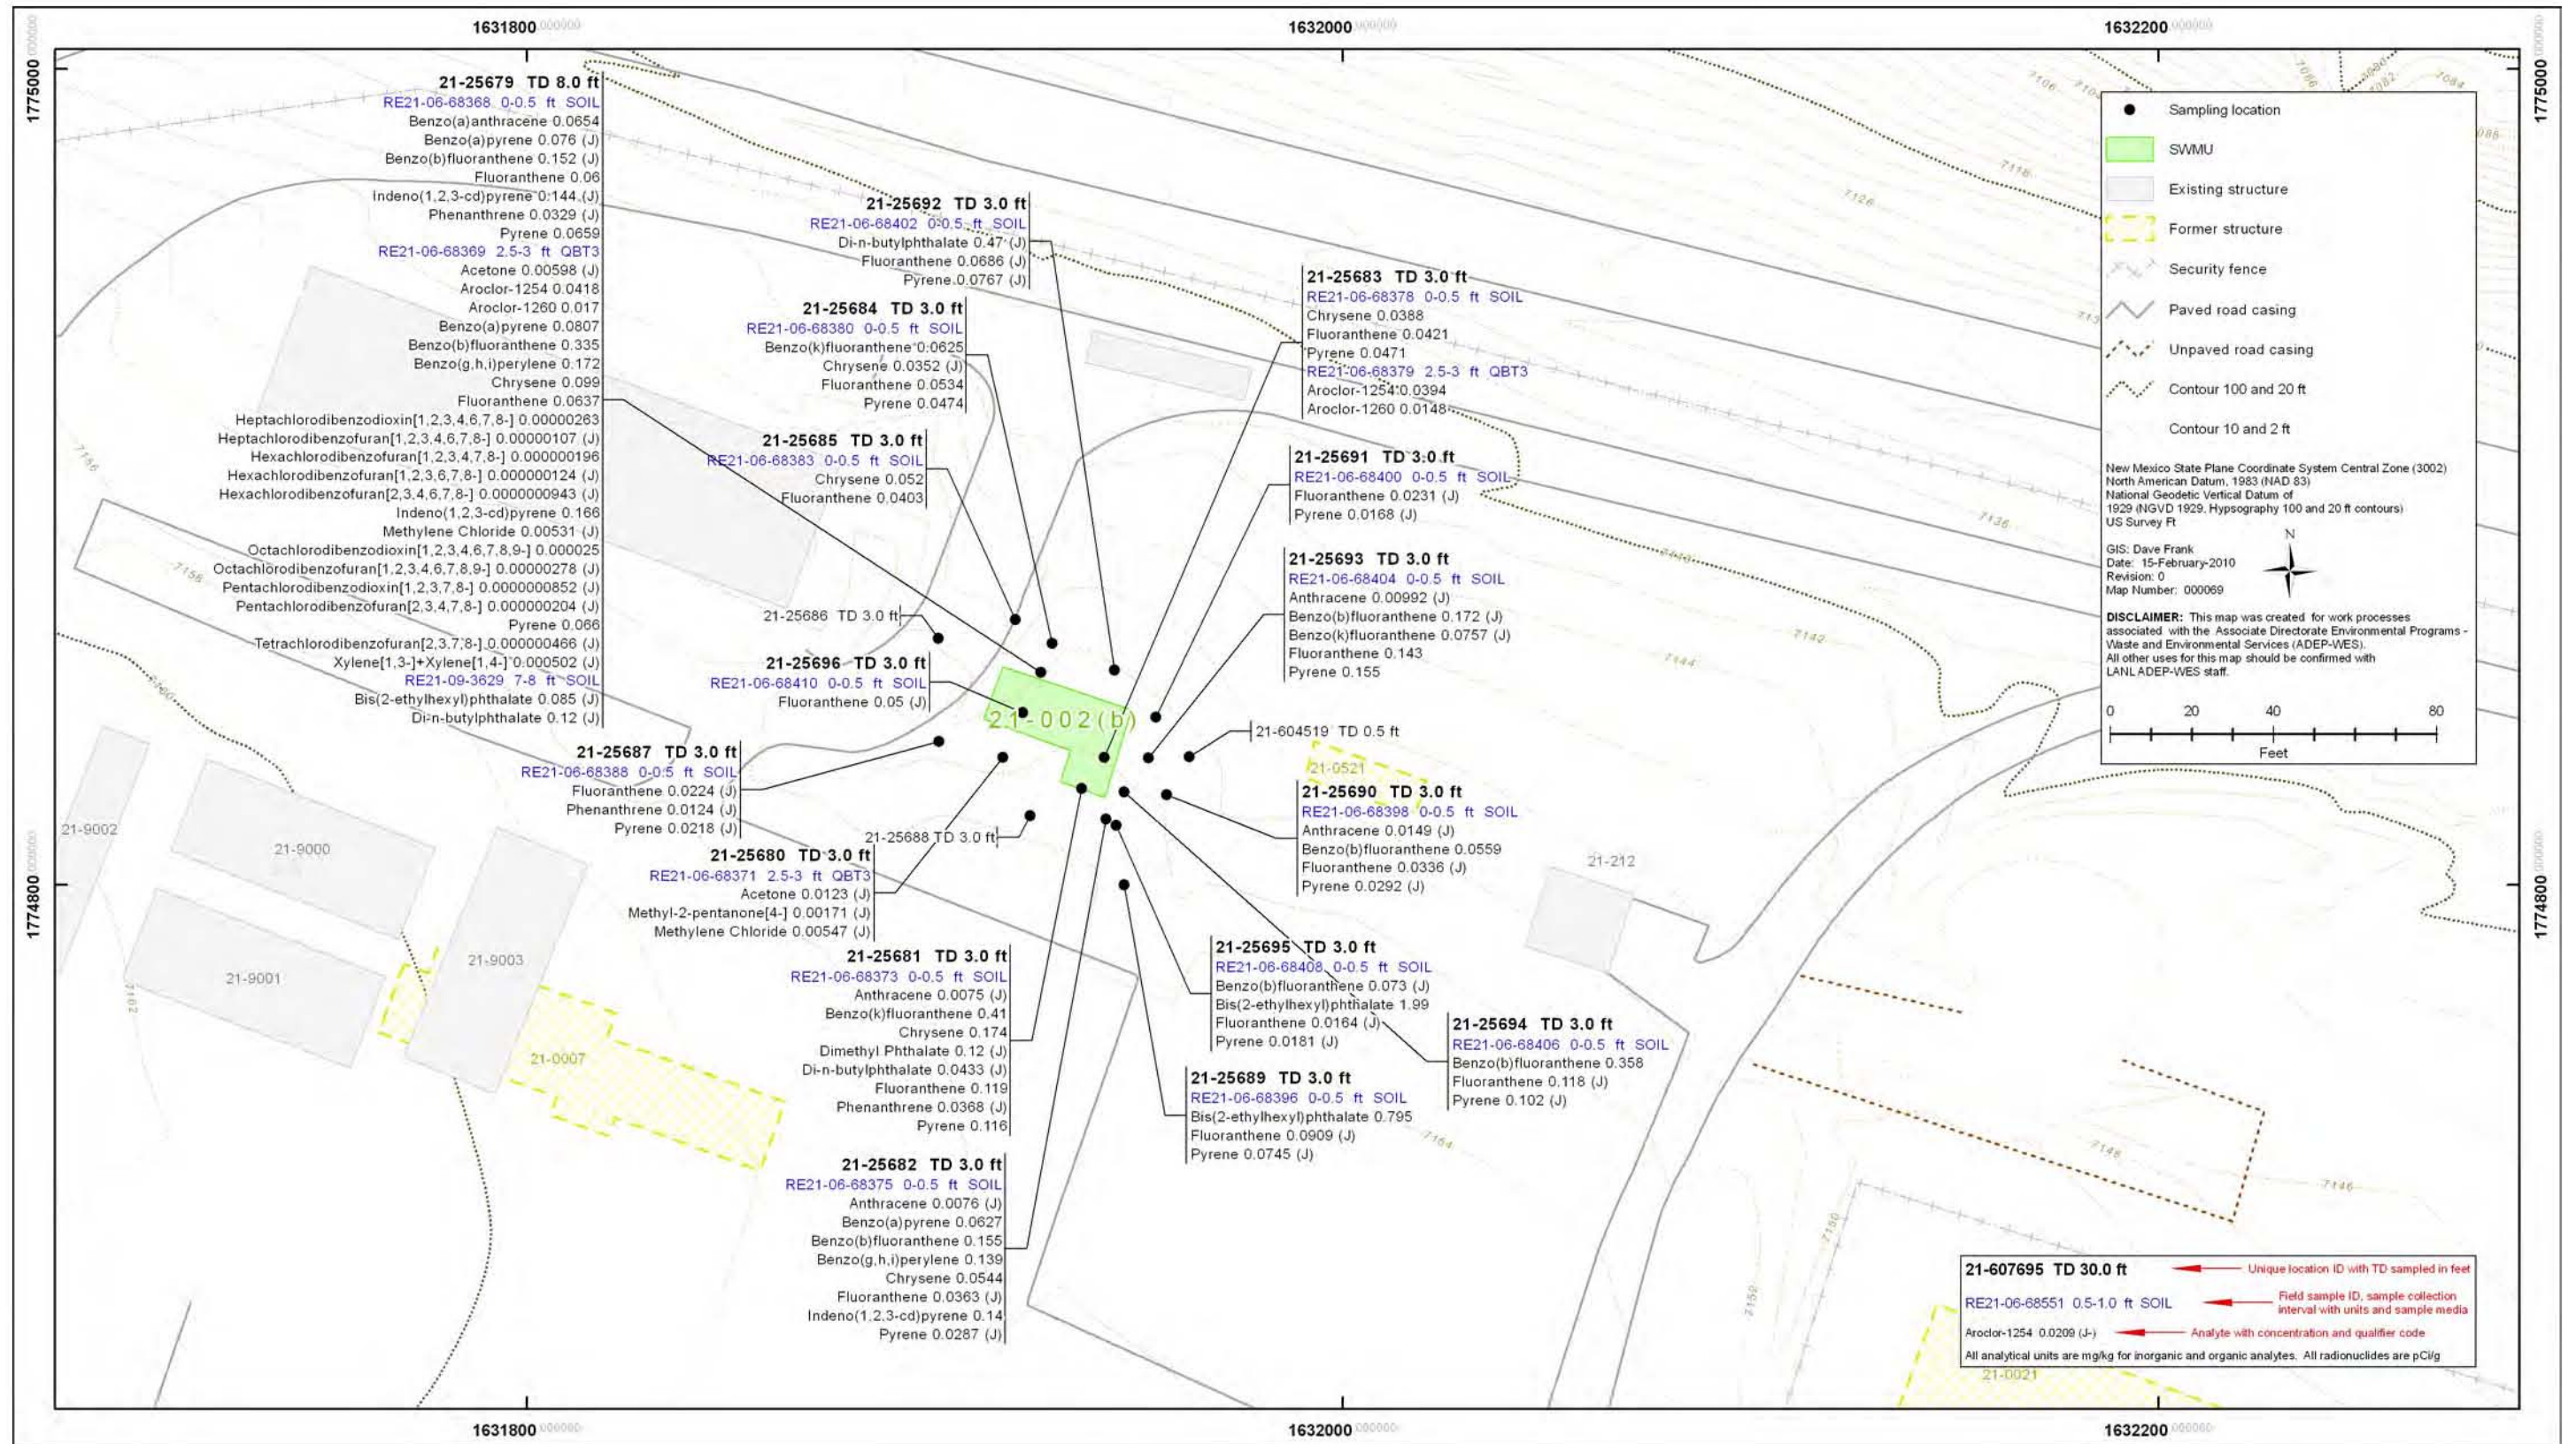 1631800.000000
1632000.000000
1632200.000000
1775000.000000
1775000.000000
21-25679 TD 8.0 ft
RE21-06-68368 0-0.5 ft SOIL
Benzo(a)anthracene 0.0654
Benzo(a)pyrene 0.076 (J)
Benzo(b)fluoranthene 0.152 (J)
Fluoranthene 0.06
Indeno(1,2,3-cd)pyrene 0.144 (J)
Phenanthrene 0.0329 (J)
Pyrene 0.0659
RE21-06-68369 2.5-3 ft QBT3
Acetone 0.00598 (J)
Aroclor-1254 0.0418
Aroclor-1260 0.017
Benzo(a)pyrene 0.0807
Benzo(b)fluoranthene 0.335
Benzo(g,h,i)perylene 0.172
Chrysene 0.099
Fluoranthene 0.0637
Heptachlorodibenzodioxin[1,2,3,4,6,7,8-] 0.00000263
Heptachlorodibenzofuran[1,2,3,4,6,7,8-] 0.00000107 (J)
Hexachlorodibenzofuran[1,2,3,4,7,8-] 0.000000196
Hexachlorodibenzofuran[1,2,3,6,7,8-] 0.000000124 (J)
Hexachlorodibenzofuran[2,3,4,6,7,8-] 0.0000000943 (J)
Indeno(1,2,3-cd)pyrene 0.166
Methylene Chloride 0.00531 (J)
Octachlorodibenzodioxin[1,2,3,4,6,7,8,9-] 0.000025
Octachlorodibenzofuran[1,2,3,4,6,7,8,9-] 0.00000278 (J)
Pentachlorodibenzodioxin[1,2,3,7,8-] 0.0000000852 (J)
Pentachlorodibenzofuran[2,3,4,7,8-] 0.000000204 (J)
Pyrene 0.066
Tetrachlorodibenzofuran[2,3,7,8-] 0.000000466 (J)
Xylene[1,3-]+Xylene[1,4-] 0.000502 (J)
RE21-09-3629 7-8 ft SOIL
Bis(2-ethylhexyl)phthalate 0.085 (J)
Di-n-butylphthalate 0.12 (J)
21-25692 TD 3.0 ft
RE21-06-68402 0-0.5 ft SOIL
Di-n-butylphthalate 0.47 (J)
Fluoranthene 0.0686 (J)
Pyrene 0.0767 (J)
21-25684 TD 3.0 ft
RE21-06-68380 0-0.5 ft SOIL
Benzo(k)fluoranthene 0.0625
Chrysene 0.0352 (J)
Fluoranthene 0.0534
Pyrene 0.0474
21-25685 TD 3.0 ft
RE21-06-68383 0-0.5 ft SOIL
Chrysene 0.052
Fluoranthene 0.0403
21-25686 TD 3.0 ft
21-25696 TD 3.0 ft
RE21-06-68410 0-0.5 ft SOIL
Fluoranthene 0.05 (J)
21-002(b)
21-25687 TD 3.0 ft
RE21-06-68388 0-0.5 ft SOIL
Fluoranthene 0.0224 (J)
Phenanthrene 0.0124 (J)
Pyrene 0.0218 (J)
21-25688 TD 3.0 ft
21-25680 TD 3.0 ft
RE21-06-68371 2.5-3 ft QBT3
Acetone 0.0123 (J)
Methyl-2-pentanone[4-] 0.00171 (J)
Methylene Chloride 0.00547 (J)
21-25681 TD 3.0 ft
RE21-06-68373 0-0.5 ft SOIL
Anthracene 0.0075 (J)
Benzo(k)fluoranthene 0.41
Chrysene 0.174
Dimethyl Phthalate 0.12 (J)
Di-n-butylphthalate 0.0433 (J)
Fluoranthene 0.119
Phenanthrene 0.0368 (J)
Pyrene 0.116
21-25682 TD 3.0 ft
RE21-06-68375 0-0.5 ft SOIL
Anthracene 0.0076 (J)
Benzo(a)pyrene 0.0627
Benzo(b)fluoranthene 0.155
Benzo(g,h,i)perylene 0.139
Chrysene 0.0544
Fluoranthene 0.0363 (J)
Indeno(1,2,3-cd)pyrene 0.14
Pyrene 0.0287 (J)
21-25683 TD 3.0 ft
RE21-06-68378 0-0.5 ft SOIL
Chrysene 0.0388
Fluoranthene 0.0421
Pyrene 0.0471
RE21-06-68379 2.5-3 ft QBT3
Aroclor-1254 0.0394
Aroclor-1260 0.0148
21-25691 TD 3.0 ft
RE21-06-68400 0-0.5 ft SOIL
Fluoranthene 0.0231 (J)
Pyrene 0.0168 (J)
21-25693 TD 3.0 ft
RE21-06-68404 0-0.5 ft SOIL
Anthracene 0.00992 (J)
Benzo(b)fluoranthene 0.172 (J)
Benzo(k)fluoranthene 0.0757 (J)
Fluoranthene 0.143
Pyrene 0.155
21-604519 TD 0.5 ft
21-0521
21-25690 TD 3.0 ft
RE21-06-68398 0-0.5 ft SOIL
Anthracene 0.0149 (J)
Benzo(b)fluoranthene 0.0559
Fluoranthene 0.0336 (J)
Pyrene 0.0292 (J)
21-25695 TD 3.0 ft
RE21-06-68408 0-0.5 ft SOIL
Benzo(b)fluoranthene 0.073 (J)
Bis(2-ethylhexyl)phthalate 1.99
Fluoranthene 0.0164 (J)
Pyrene 0.0181 (J)
21-25694 TD 3.0 ft
RE21-06-68406 0-0.5 ft SOIL
Benzo(b)fluoranthene 0.358
Fluoranthene 0.118 (J)
Pyrene 0.102 (J)
21-25689 TD 3.0 ft
RE21-06-68396 0-0.5 ft SOIL
Bis(2-ethylhexyl)phthalate 0.795
Fluoranthene 0.0909 (J)
Pyrene 0.0745 (J)
21-9002
21-9000
21-9001
21-9003
21-0007
21-212
21-0021
7156
7158
7160
7162
7106
7086
7082
7084
7118
7126
7136
7142
7144
7164
7152
7150
7148
7146
Sampling location
SWMU
Existing structure
Former structure
Security fence
Paved road casing
Unpaved road casing
Contour 100 and 20 ft
Contour 10 and 2 ft
New Mexico State Plane Coordinate System Central Zone (3002)
North American Datum, 1983 (NAD 83)
National Geodetic Vertical Datum of
1929 (NGVD 1929, Hypsography 100 and 20 ft contours)
US Survey Ft
N
GIS: Dave Frank
Date: 15-February-2010
Revision: 0
Map Number: 000069
DISCLAIMER: This map was created for work processes
associated with the Associate Directorate Environmental Programs -
Waste and Environmental Services (ADEP-WES).
All other uses for this map should be confirmed with
LANL ADEP-WES staff.
0 20 40 80
Feet
1774800.000000
1774800.000000
21-607695 TD 30.0 ft
Unique location ID with TD sampled in feet
RE21-06-68551 0.5-1.0 ft SOIL
Field sample ID, sample collection
interval with units and sample media
Aroclor-1254 0.0209 (J-)
Analyte with concentration and qualifier code
All analytical units are mg/kg for inorganic and organic analytes. All radionuclides are pCi/g
1631800.000000
1632000.000000
1632200.000000